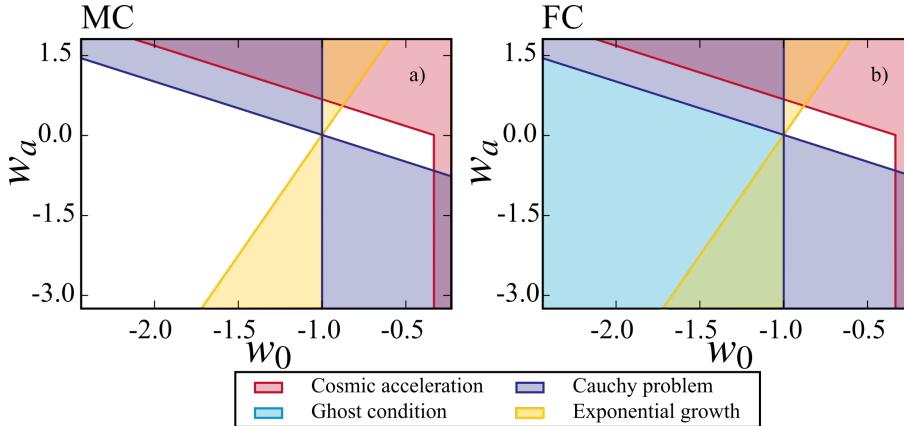 MC
FC
a)
b)
1.5
0.0
-1.5
-3.0
w_a
-2.0 -1.5 -1.0 -0.5
w_0
1.5
0.0
-1.5
-3.0
w_a
-2.0 -1.5 -1.0 -0.5
w_0
Cosmic acceleration
Cauchy problem
Ghost condition
Exponential growth